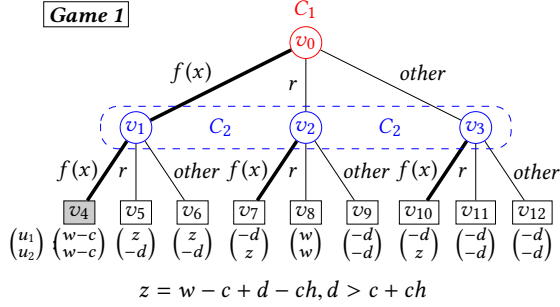 Game 1
C₁
v₀
f(x) r other
v₁ C₂ v₂ C₂ v₃
f(x) r other f(x) r other f(x) r other
v₄ v₅ v₆ v₇ v₈ v₉ v₁₀ v₁₁ v₁₂
(u₁ u₂) : (w−c w−c) (z −d) (z −d) (−d z) (w w) (−d −d) (−d z) (−d −d) (−d −d)
z = w − c + d − ch, d > c + ch